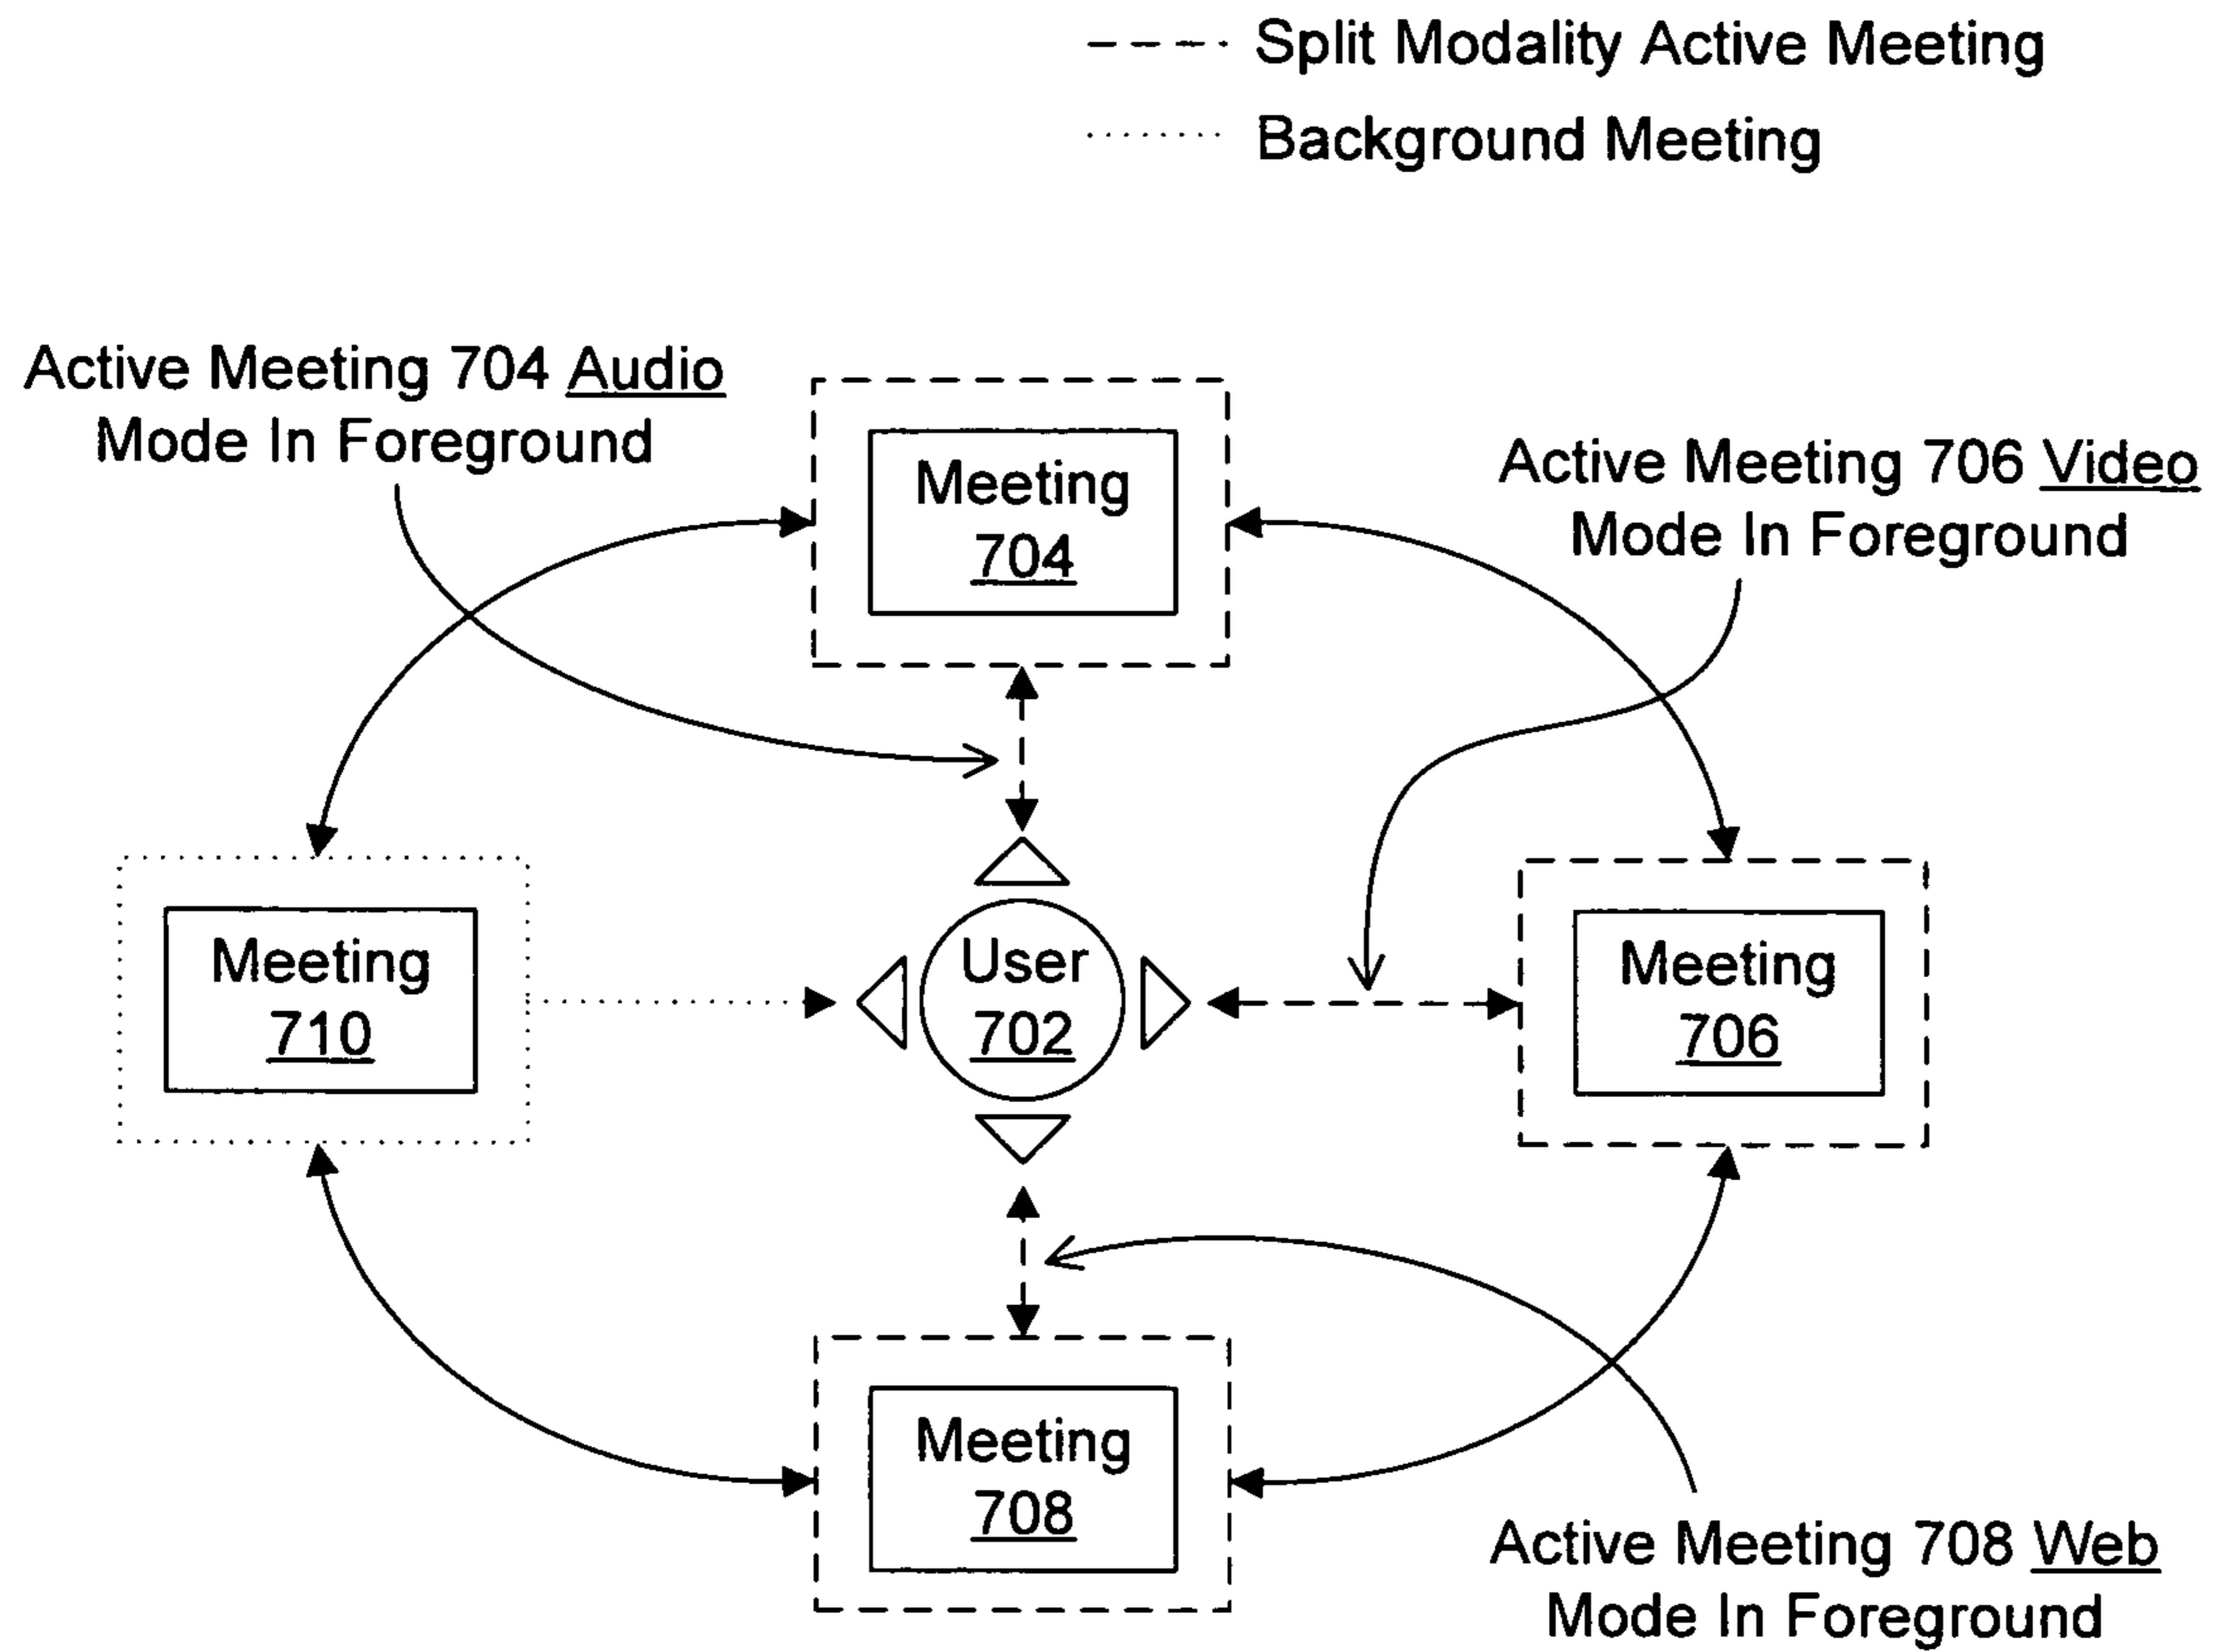 Split Modality Active Meeting
Background Meeting
Active Meeting 704 Audio
Mode In Foreground
Meeting
704
Active Meeting 706 Video
Mode In Foreground
Meeting
710
User
702
Meeting
706
Meeting
708
Active Meeting 708 Web
Mode In Foreground